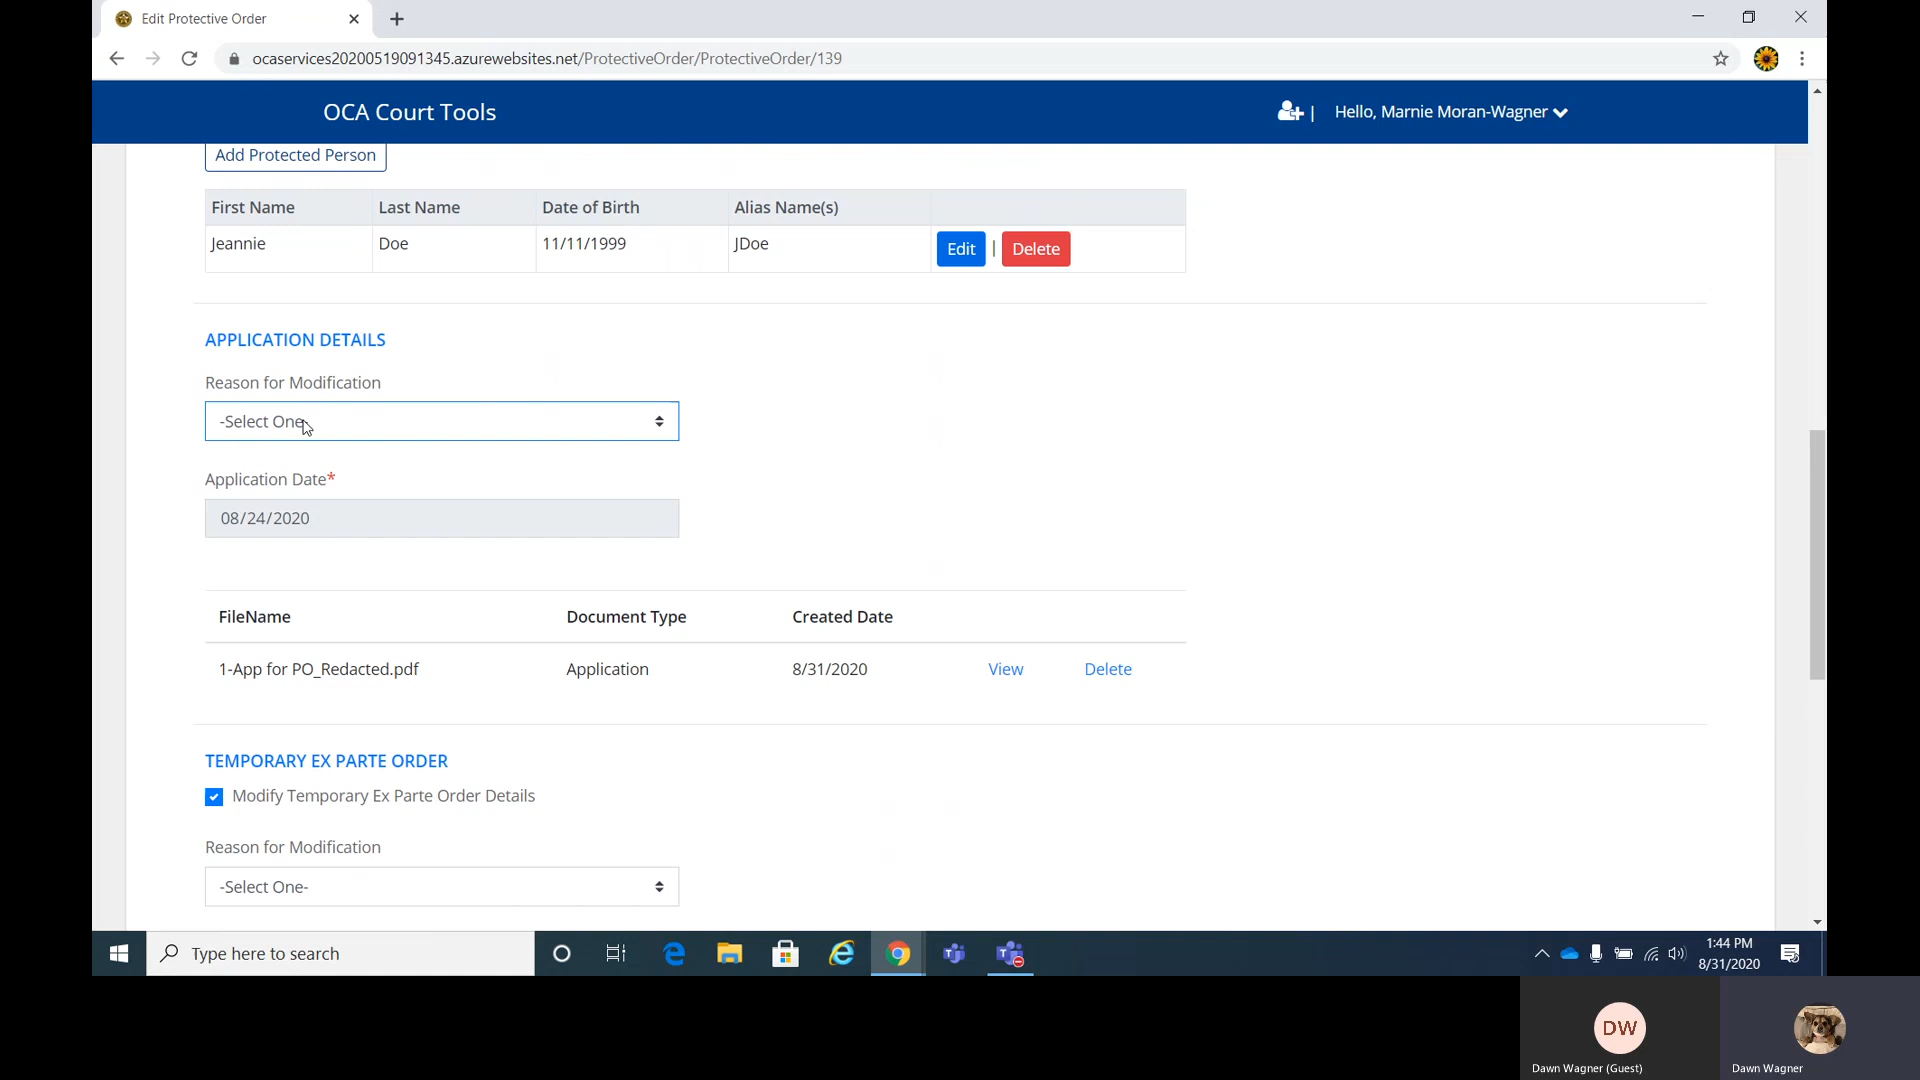 Edit Protective Order
ocaservices20200519091345.azurewebsites.net/ProtectiveOrder/ProtectiveOrder/139
OCA Court Tools
| Hello, Marnie Moran-Wagner
Add Protected Person
First Name Last Name Date of Birth Alias Name(s)
Jeannie Doe 11/11/1999 JDoe Edit | Delete
APPLICATION DETAILS
Reason for Modification
-Select One
Application Date*
08/24/2020
FileName Document Type Created Date
1-App for PO_Redacted.pdf Application 8/31/2020 View Delete
TEMPORARY EX PARTE ORDER
Modify Temporary Ex Parte Order Details
Reason for Modification
-Select One-
Type here to search
1:44 PM
8/31/2020
DW
Dawn Wagner (Guest)
Dawn Wagner